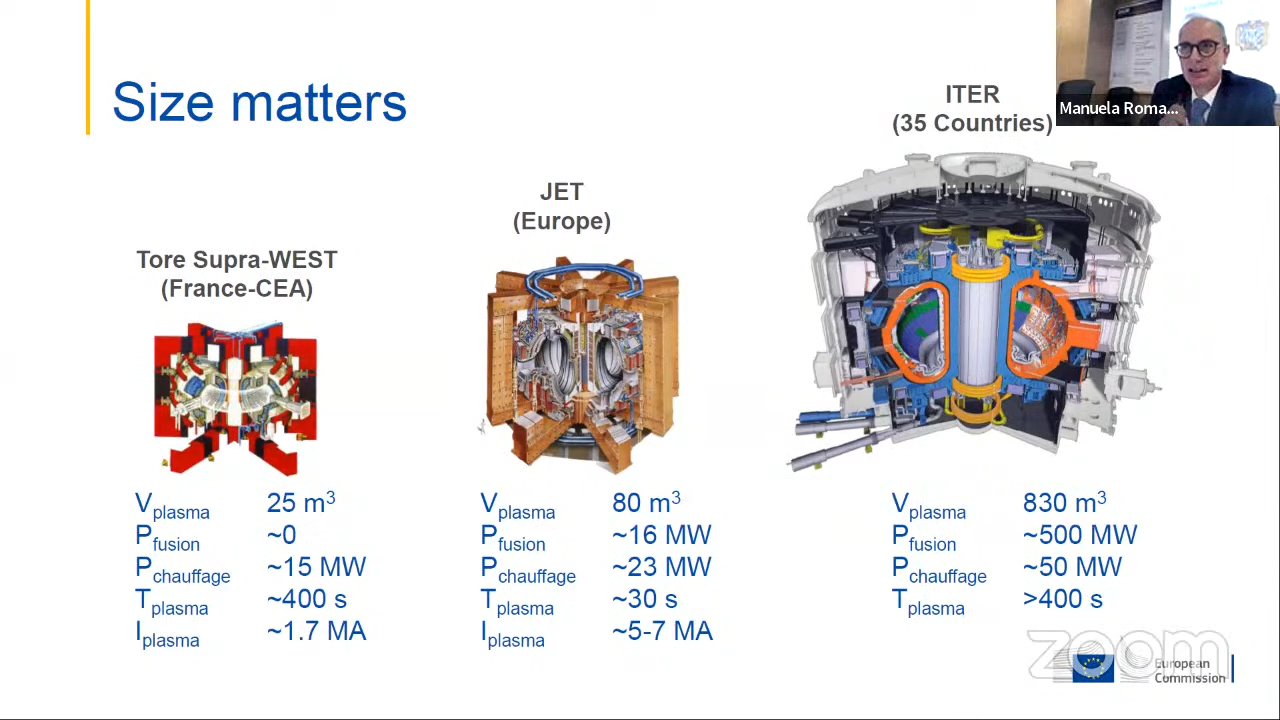 Size matters
Manuela Roma...
ITER
(35 Countries)
JET
(Europe)
Tore Supra-WEST
(France-CEA)
Vplasma 25 m3
Pfusion ~0
Pchauffage ~15 MW
Tplasma ~400 s
Iplasma ~1.7 MA
Vplasma 80 m3
Pfusion ~16 MW
Pchauffage ~23 MW
Tplasma ~30 s
Iplasma ~5-7 MA
Vplasma 830 m3
Pfusion ~500 MW
Pchauffage ~50 MW
Tplasma >400 s
zoom
European
Commission